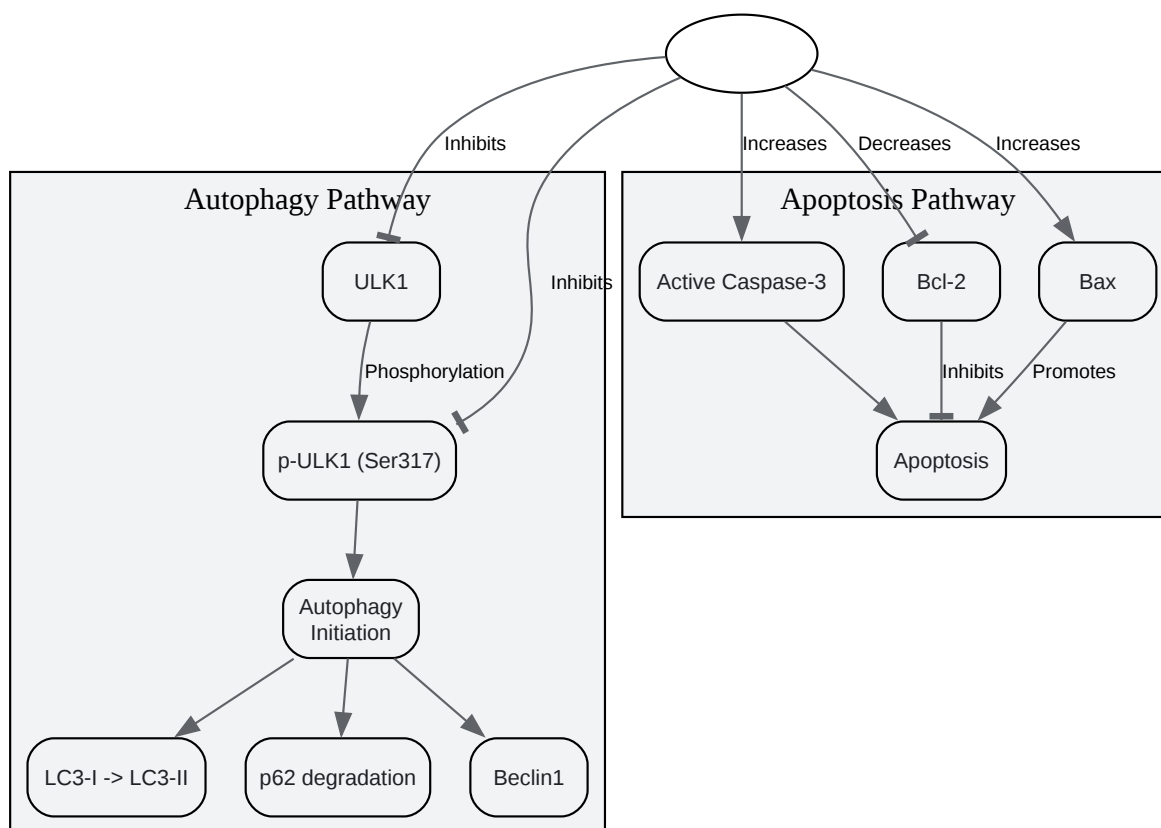 Inhibits
Increases
Decreases
Increases
Autophagy Pathway
Apoptosis Pathway
ULK1
Inhibits
Active Caspase-3
Bcl-2
Bax
Phosphorylation
Inhibits
Promotes
p-ULK1 (Ser317)
Apoptosis
Autophagy
Initiation
LC3-I -> LC3-II
p62 degradation
Beclin1